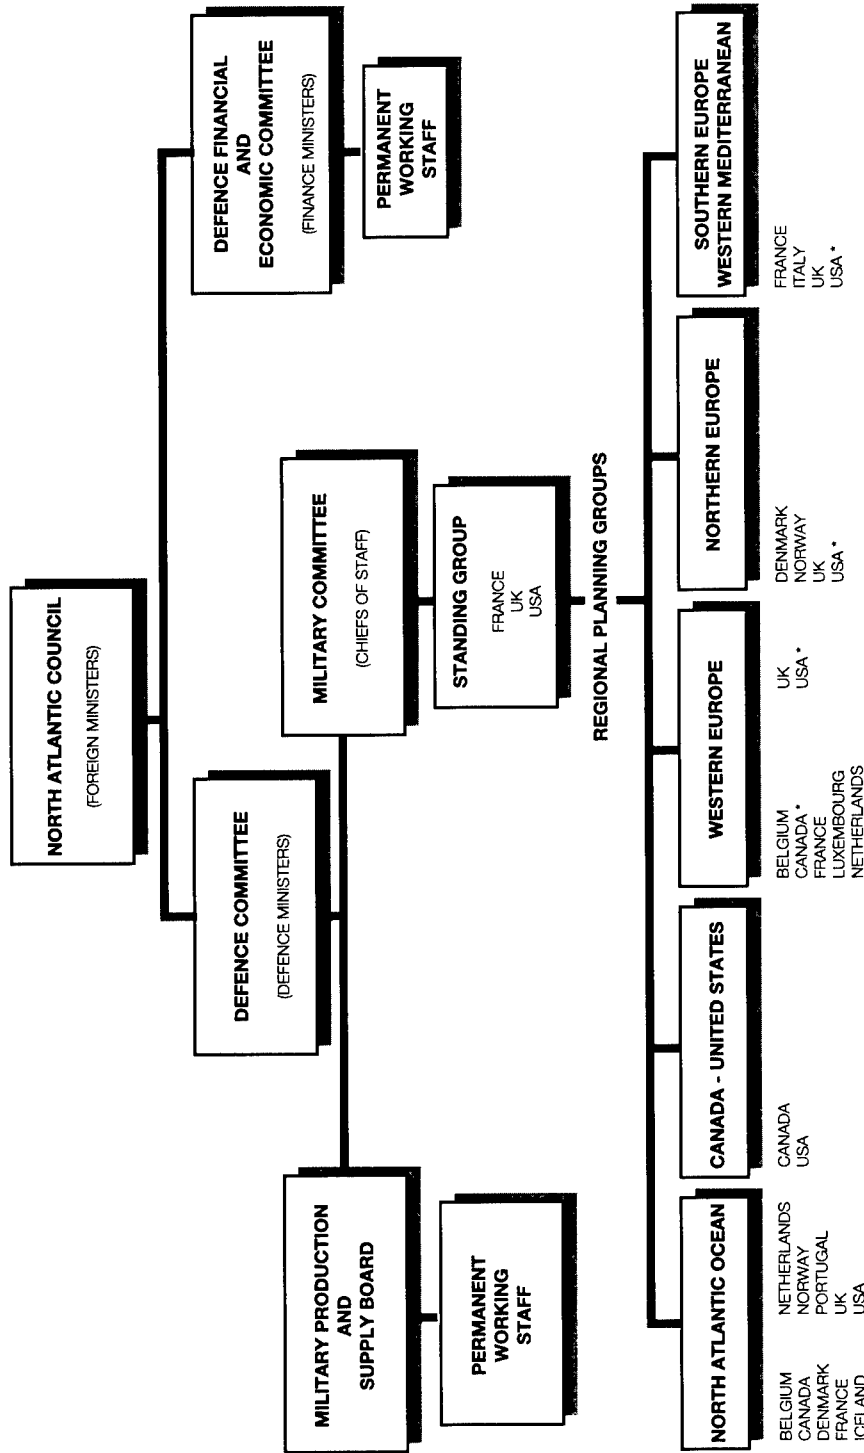 NORTH ATLANTIC COUNCIL
(FOREIGN MINISTERS)
DEFENCE COMMITTEE
(DEFENCE MINISTERS)
DEFENCE FINANCIAL
AND
ECONOMIC COMMITTEE
(FINANCE MINISTERS)
PERMANENT
WORKING
STAFF
MILITARY PRODUCTION
AND
SUPPLY BOARD
PERMANENT
WORKING
STAFF
MILITARY COMMITTEE
(CHIEFS OF STAFF)
STANDING GROUP
FRANCE
UK
USA
REGIONAL PLANNING GROUPS
NORTH ATLANTIC OCEAN
BELGIUM
CANADA
DENMARK
FRANCE
ICELAND
NETHERLANDS
NORWAY
PORTUGAL
UK
USA
CANADA - UNITED STATES
CANADA
USA
WESTERN EUROPE
BELGIUM
CANADA *
FRANCE
LUXEMBOURG
NETHERLANDS
UK
USA *
NORTHERN EUROPE
DENMARK
NORWAY
UK
USA *
SOUTHERN EUROPE
WESTERN MEDITERRANEAN
FRANCE
ITALY
UK
USA *